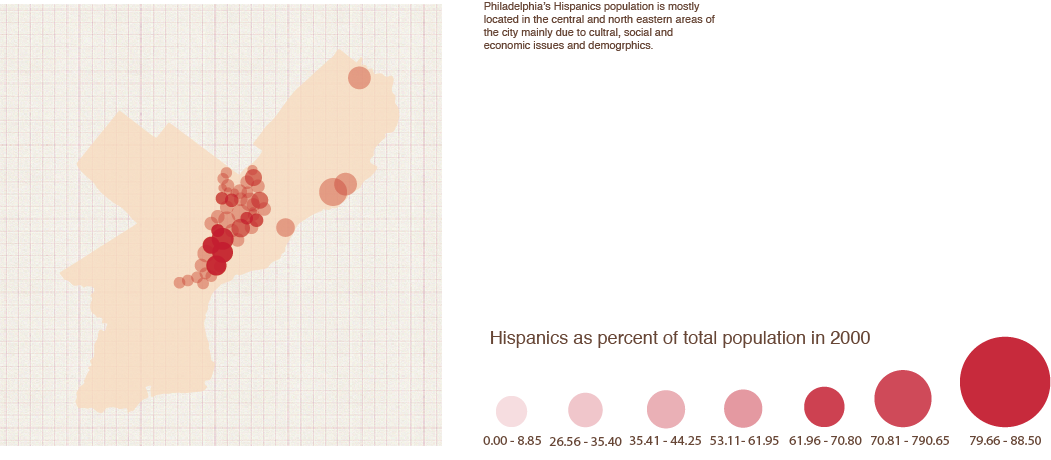 Philadelphia's Hispanics population is mostly
located in the central and north eastern areas of
the city mainly due to cultral, social and
economic issues and demogrphics.
Hispanics as percent of total population in 2000
0.00 - 8.85 26.56 - 35.40 35.41 - 44.25 53.11 - 61.95 61.96 - 70.80 70.81 - 790.65 79.66 - 88.50